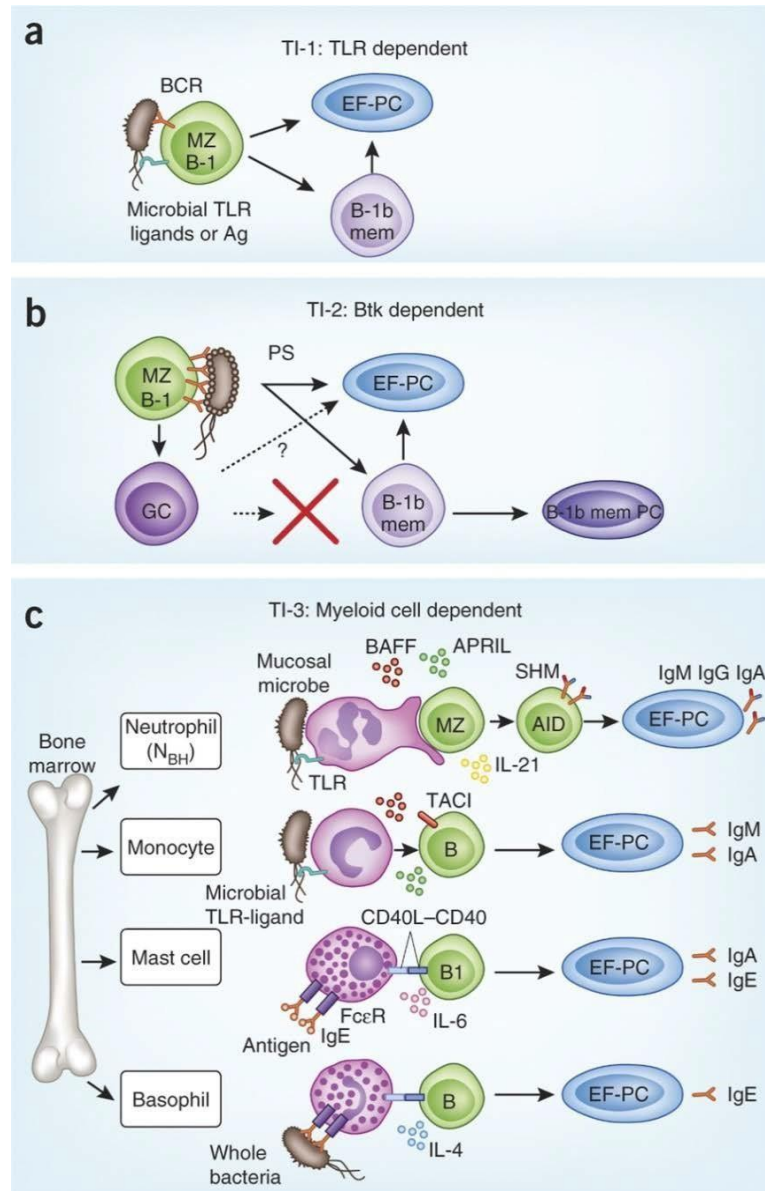 a
TI-1: TLR dependent
BCR
MZ
B-1
EF-PC
B-1b
mem
Microbial TLR
ligands or Ag
b
TI-2: Btk dependent
PS
MZ
B-1
EF-PC
?
GC
B-1b
mem
B-1b mem PC
c
TI-3: Myeloid cell dependent
BAFF
APRIL
Mucosal
microbe
SHM
IgM IgG IgA
Neutrophil
(NBH)
MZ
AID
EF-PC
Bone
marrow
TLR
IL-21
TACI
Monocyte
B
EF-PC
IgM
IgA
Microbial
TLR-ligand
CD40L–CD40
Mast cell
B1
EF-PC
IgA
IgE
FcεR
IgE
IL-6
Antigen
Basophil
B
EF-PC
IgE
Whole
bacteria
IL-4